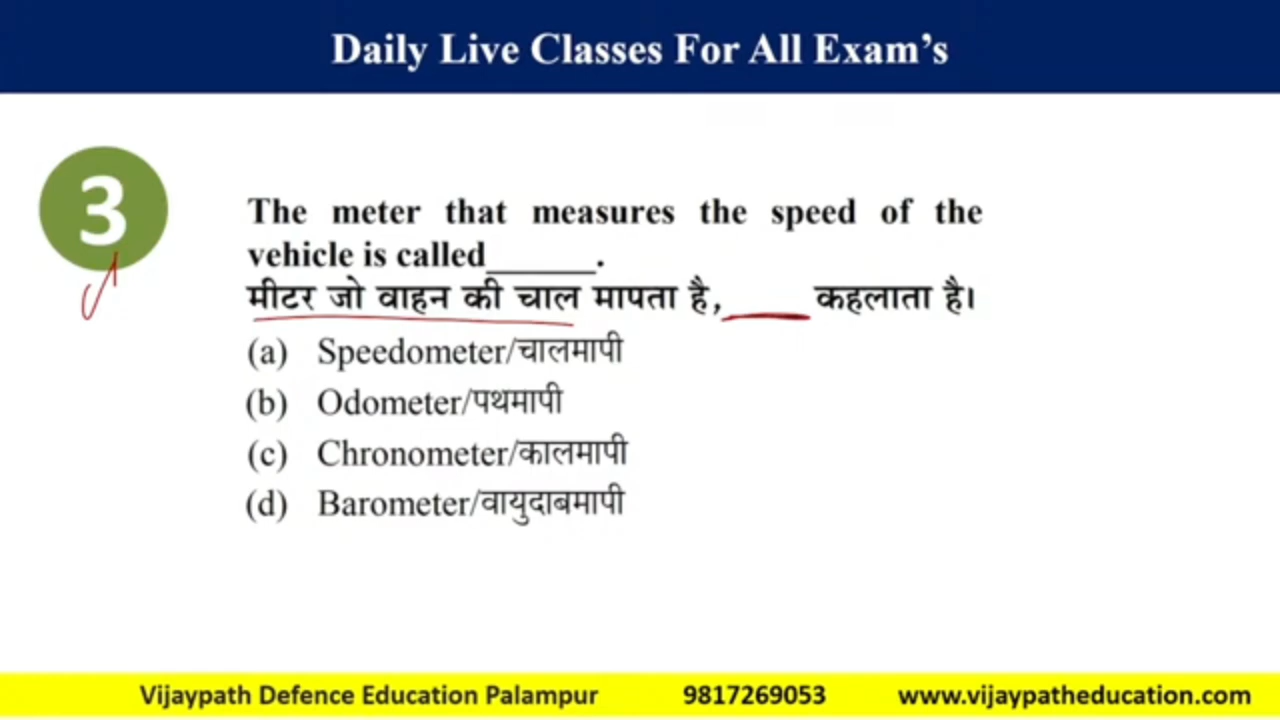 Daily Live Classes For All Exam’s
3
The meter that measures the speed of the
vehicle is called______.
मीटर जो वाहन की चाल मापता है, _____ कहलाता है।
(a) Speedometer/चालमापी
(b) Odometer/पथमापी
(c) Chronometer/कालमापी
(d) Barometer/वायुदाबमापी
Vijaypath Defence Education Palampur 9817269053 www.vijaypatheducation.com